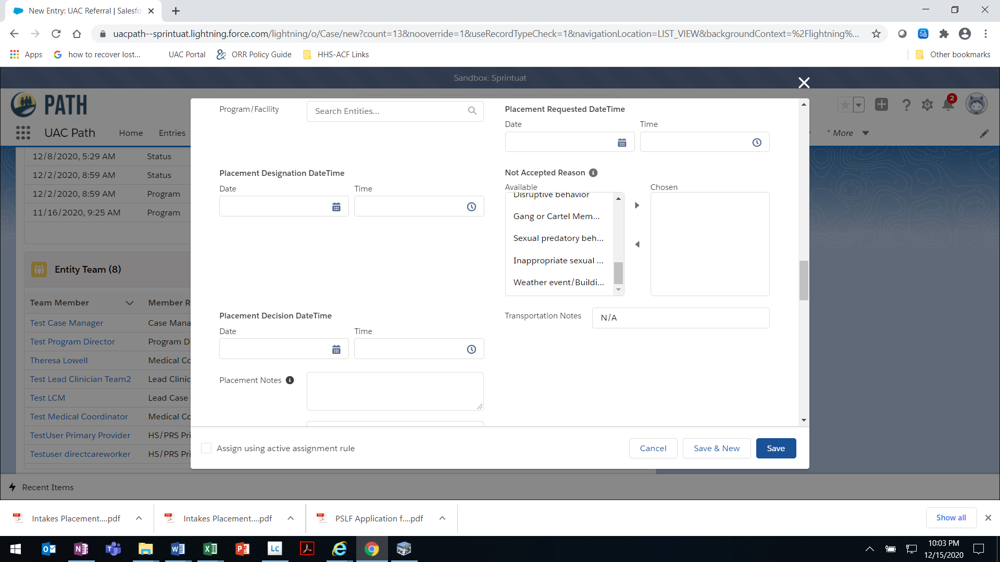 New Entry: UAC Referral | Salesfo
uacpath--sprintuat.lightning.force.com/lightning/o/Case/new?count=13&nooverride=1&useRecordTypeCheck=1&navigationLocation=LIST_VIEW&backgroundContext=%2Flightning%...
Apps how to recover lost... UAC Portal ORR Policy Guide HHS-ACF Links Other bookmarks
Sandbox: Sprintuat
PATH
2
UAC Path Home Entries * More
12/8/2020, 5:29 AM Status
12/2/2020, 8:59 AM Status
12/2/2020, 8:59 AM Program
11/16/2020, 9:25 AM Program
Entity Team (8)
Team Member Member R
Test Case Manager Case Mana
Test Program Director Program D
Theresa Lowell Medical Co
Test Lead Clinician Team2 Lead Clinic
Test LCM Lead Case
Test Medical Coordinator Medical Co
TestUser Primary Provider HS/PRS Pri
Testuser directcareworker HS/PRS Pri
Program/Facility Search Entities...
Placement Requested DateTime
Date Time
Placement Designation DateTime
Date Time
Not Accepted Reason
Available Chosen
Disruptive behavior
Gang or Cartel Mem...
Sexual predatory beh...
Inappropriate sexual ...
Weather event/Buildi...
Placement Decision DateTime
Date Time
Transportation Notes N/A
Placement Notes
Assign using active assignment rule Cancel Save & New Save
Recent Items
Intakes Placement....pdf Intakes Placement....pdf PSLF Application f....pdf Show all
Lc
10:03 PM
12/15/2020